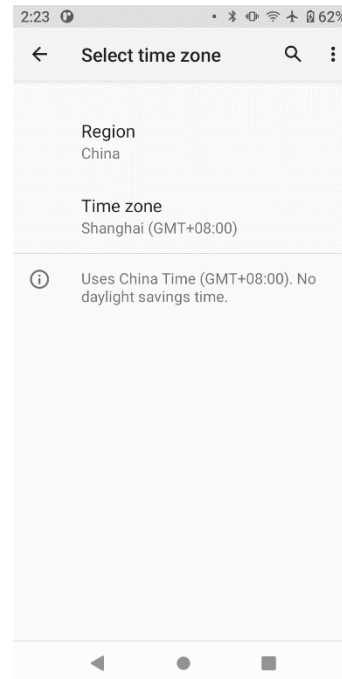 2:23 62%
Select time zone
Region
China
Time zone
Shanghai (GMT+08:00)
Uses China Time (GMT+08:00). No
daylight savings time.